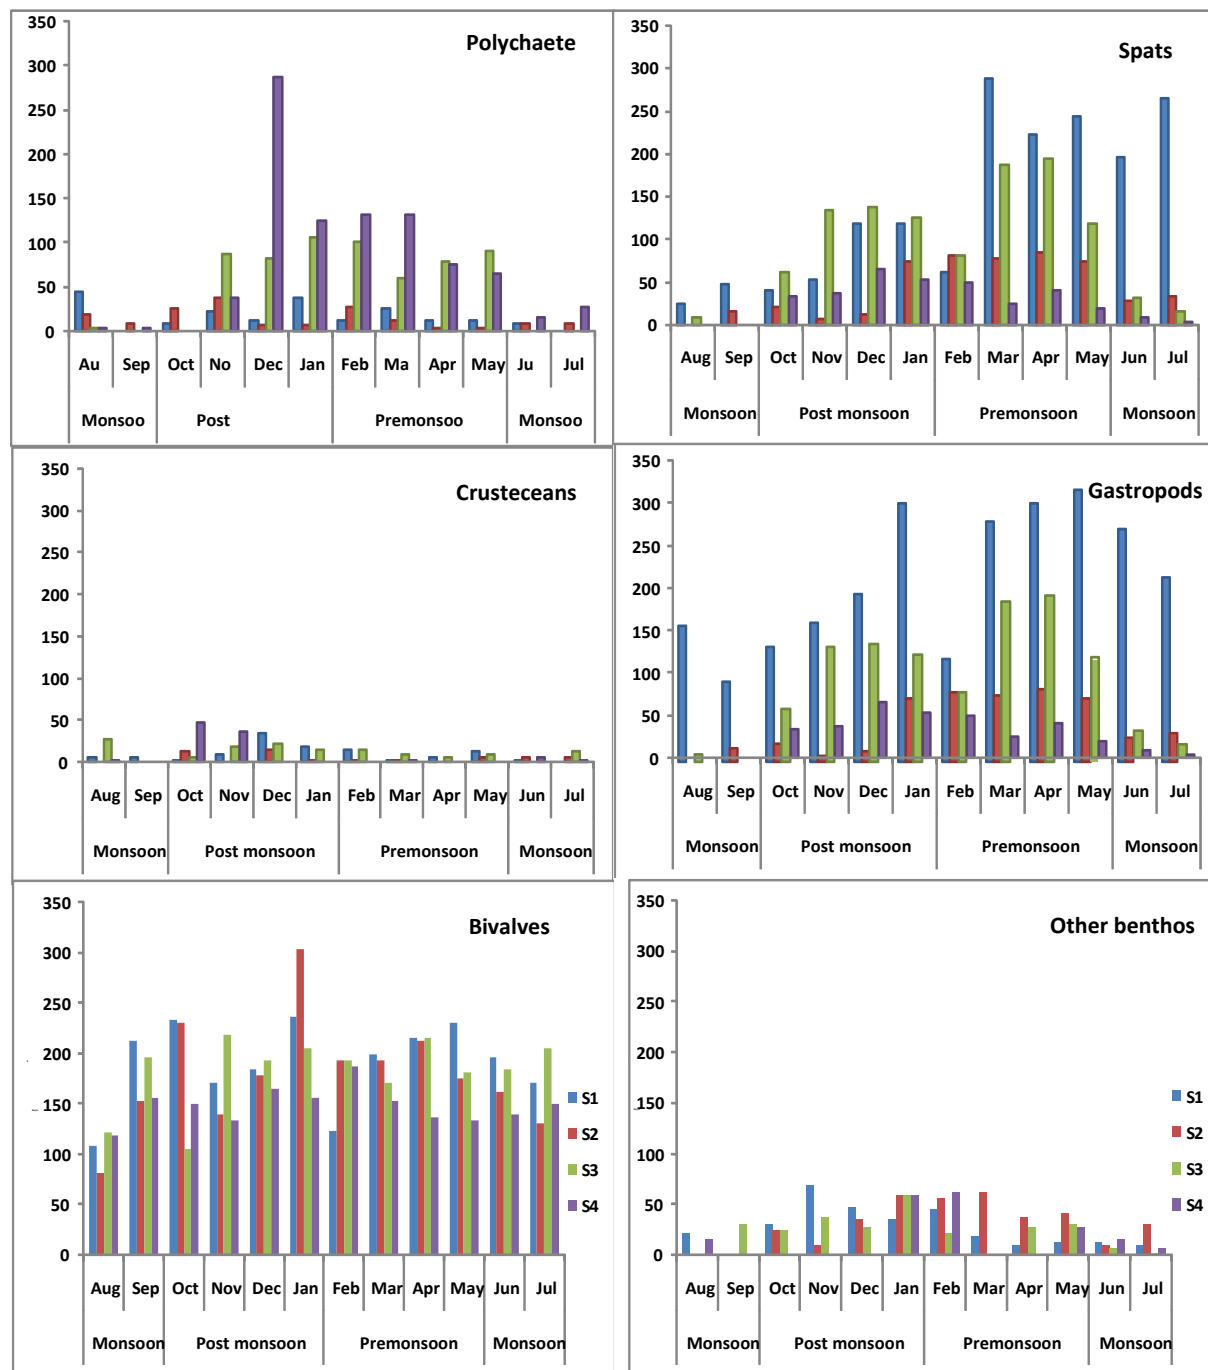 Polychaete
350
300
250
200
150
100
50
0
Au Sep Oct No Dec Jan Feb Ma Apr May Ju Jul
Monsoo Post Premonsoo Monsoo
Spats
350
300
250
200
150
100
50
0
Aug Sep Oct Nov Dec Jan Feb Mar Apr May Jun Jul
Monsoon Post monsoon Premonsoon Monsoon
Crusteceans
350
300
250
200
150
100
50
0
Aug Sep Oct Nov Dec Jan Feb Mar Apr May Jun Jul
Monsoon Post monsoon Premonsoon Monsoon
Gastropods
350
300
250
200
150
100
50
0
Aug Sep Oct Nov Dec Jan Feb Mar Apr May Jun Jul
Monsoon Post monsoon Premonsoon Monsoon
Bivalves
350
300
250
200
150
100
50
0
S1
S2
S3
S4
Aug Sep Oct Nov Dec Jan Feb Mar Apr May Jun Jul
Monsoon Post monsoon Premonsoon Monsoon
Other benthos
350
300
250
200
150
100
50
0
S1
S2
S3
S4
Aug Sep Oct Nov Dec Jan Feb Mar Apr May Jun Jul
Monsoon Post monsoon Premonsoon Monsoon